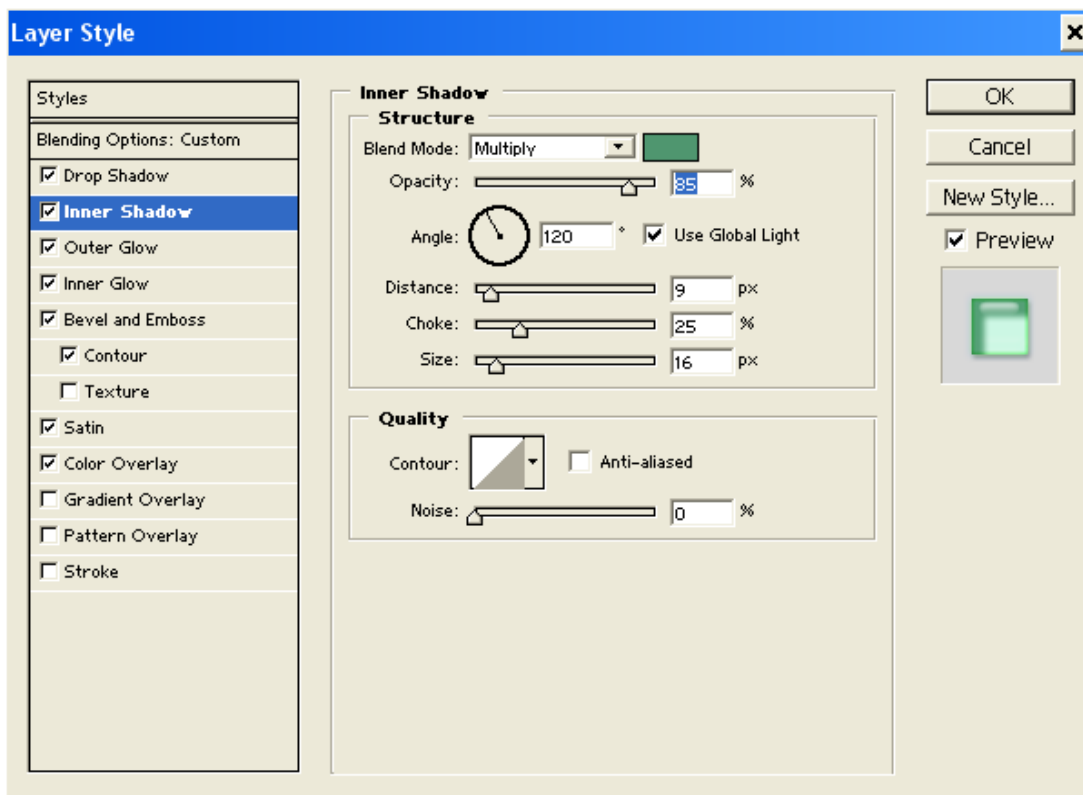 Layer Style
Styles
Blending Options: Custom
Drop Shadow
Inner Shadow
Outer Glow
Inner Glow
Bevel and Emboss
Contour
Texture
Satin
Color Overlay
Gradient Overlay
Pattern Overlay
Stroke
Inner Shadow
Structure
Blend Mode: Multiply
Opacity: 85 %
Angle: 120 ° Use Global Light
Distance: 9 px
Choke: 25 %
Size: 16 px
Quality
Contour: Anti-aliased
Noise: 0 %
OK
Cancel
New Style...
Preview